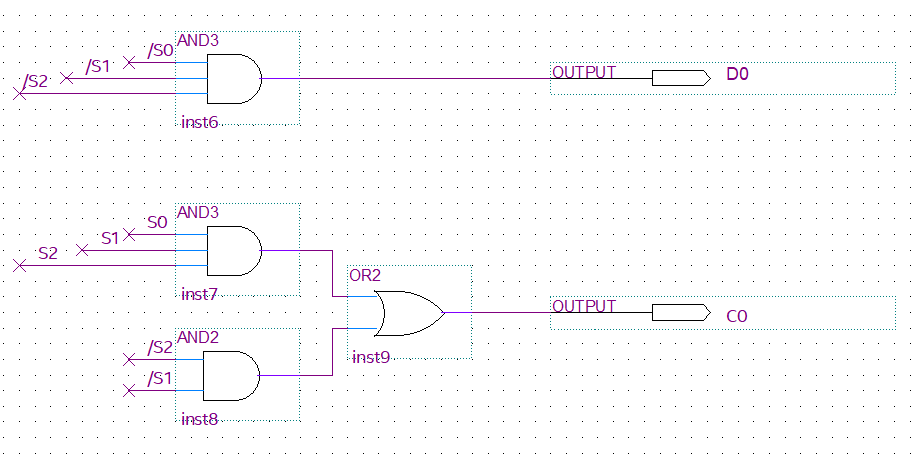 /S0
AND3
/S1
/S2
inst6
OUTPUT
D0
S0
AND3
S1
S2
inst7
OR2
OUTPUT
C0
inst9
AND2
/S2
/S1
inst8